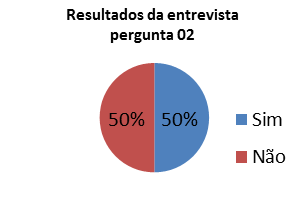 Resultados da entrevista
pergunta 02
50% 50%
Sim
Não